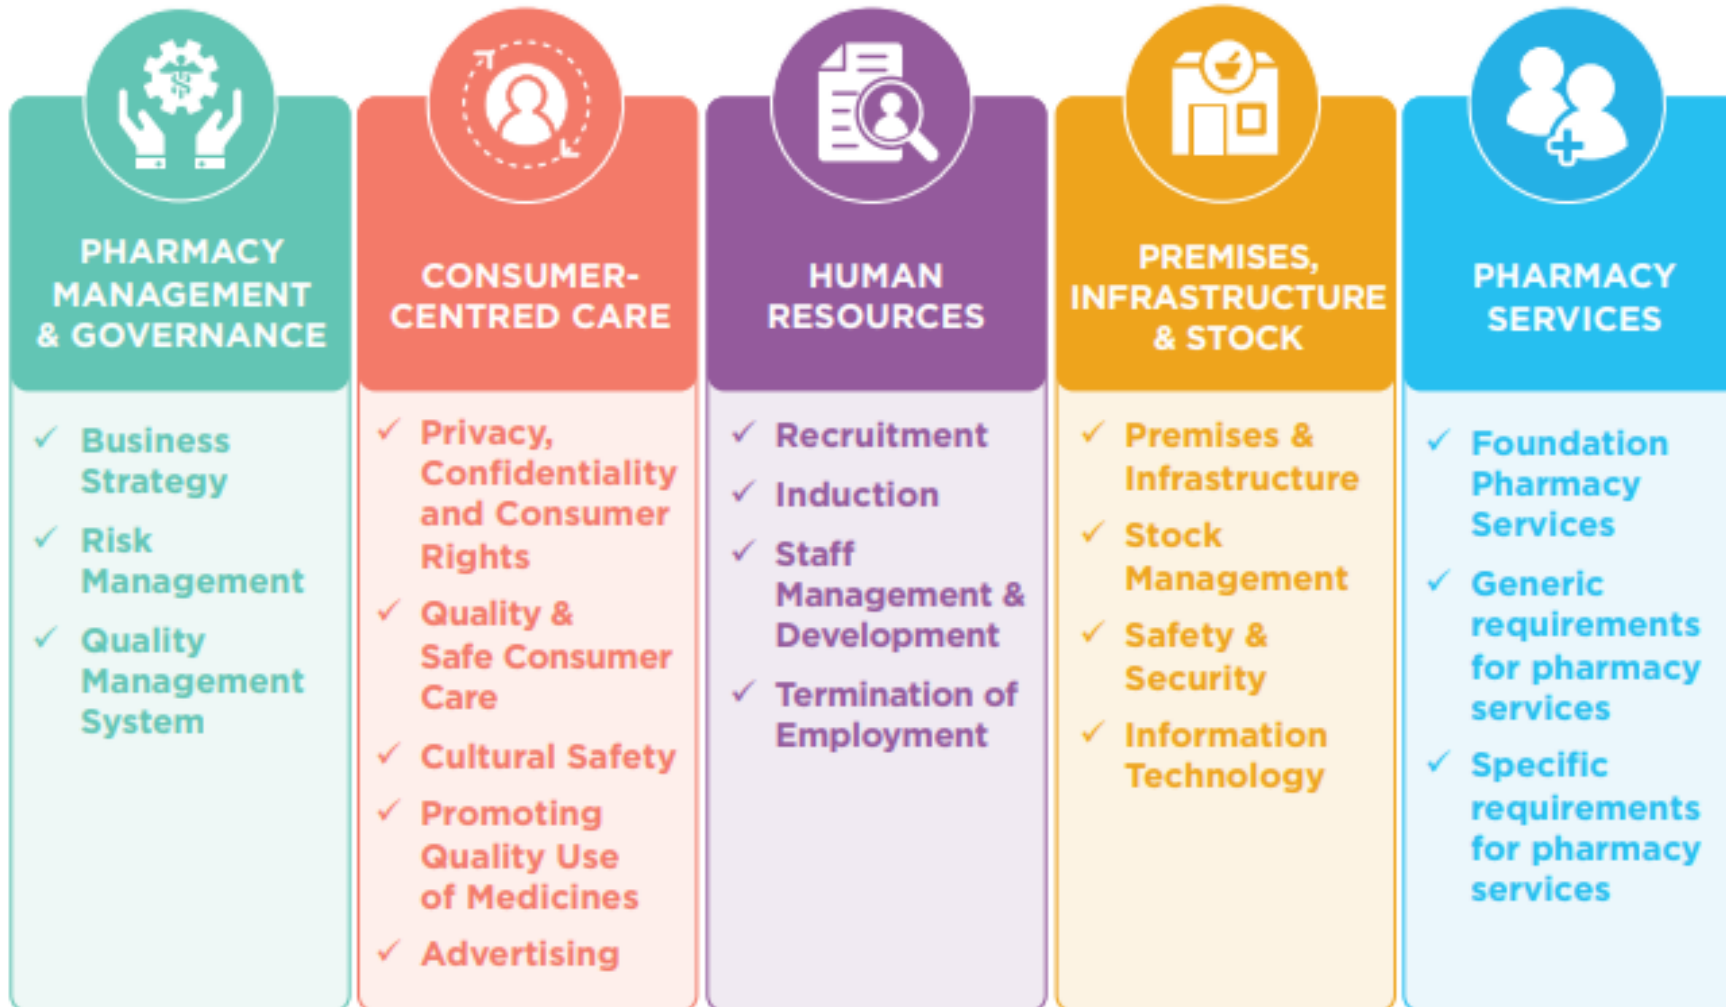 PHARMACY
MANAGEMENT
& GOVERNANCE
Business
Strategy
Risk
Management
Quality
Management
System
CONSUMER-
CENTRED CARE
Privacy,
Confidentiality
and Consumer
Rights
Quality &
Safe Consumer
Care
Cultural Safety
Promoting
Quality Use
of Medicines
Advertising
HUMAN
RESOURCES
Recruitment
Induction
Staff
Management &
Development
Termination of
Employment
PREMISES,
INFRASTRUCTURE
& STOCK
Premises &
Infrastructure
Stock
Management
Safety &
Security
Information
Technology
PHARMACY
SERVICES
Foundation
Pharmacy
Services
Generic
requirements
for pharmacy
services
Specific
requirements
for pharmacy
services